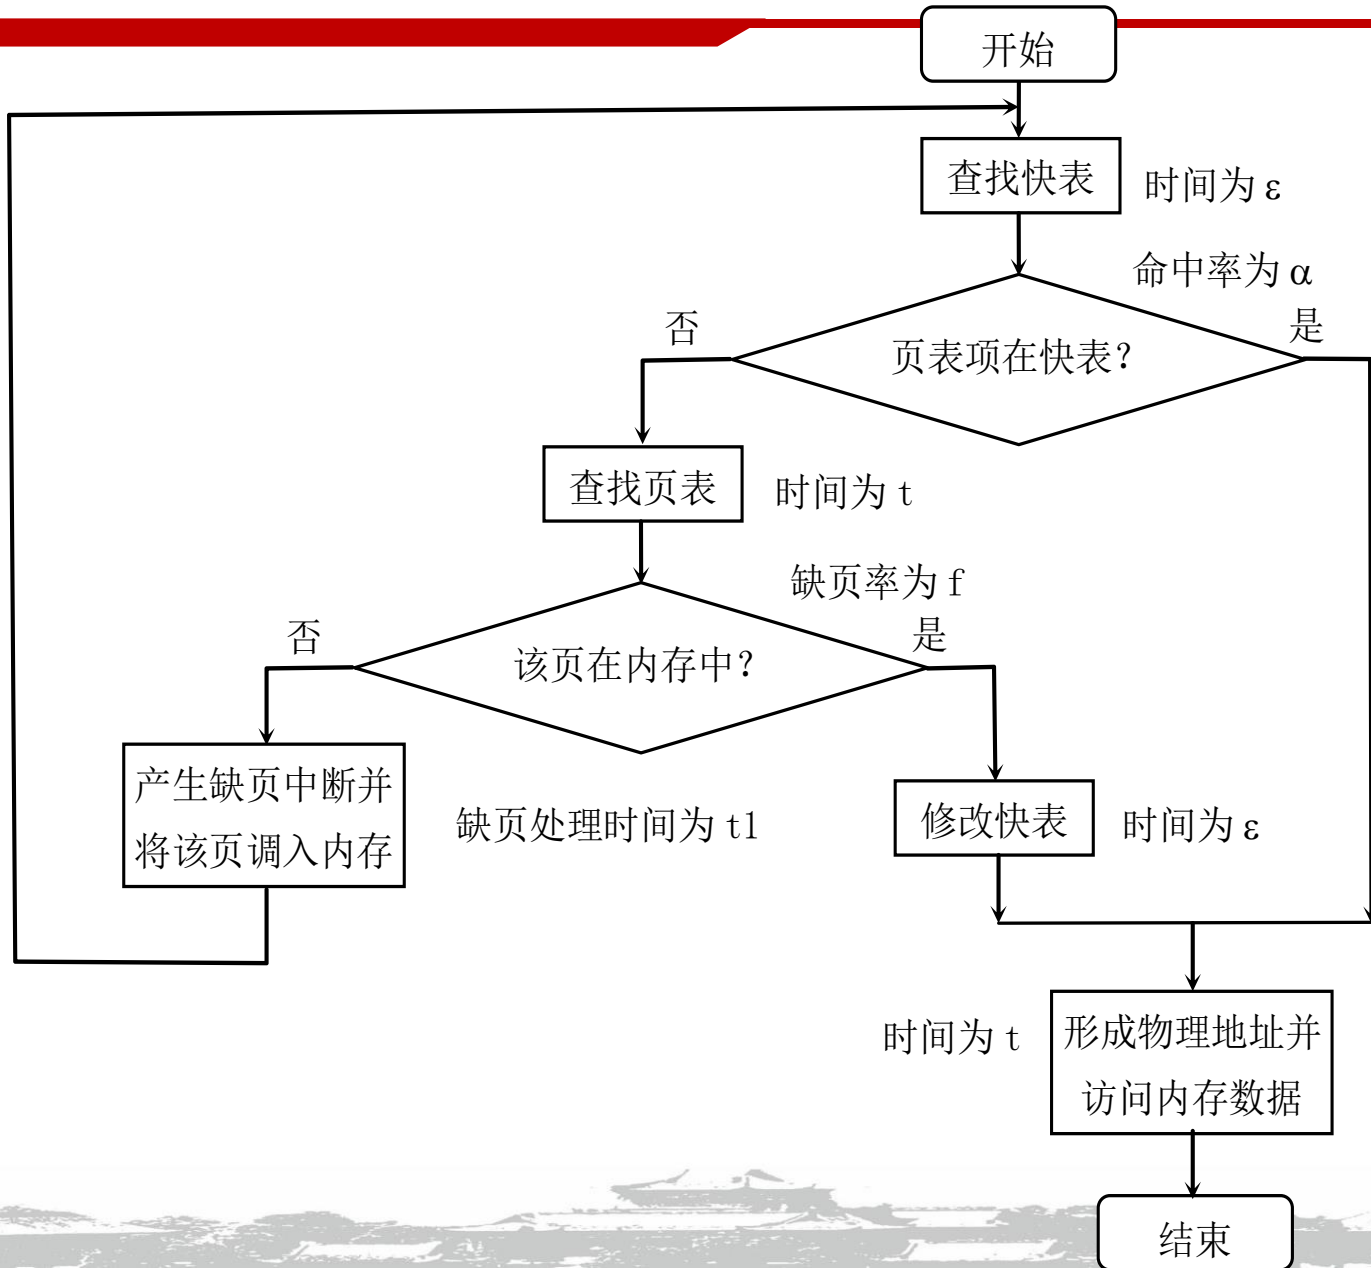 开始
查找快表
时间为 ε
命中率为 α
否
是
页表项在快表?
查找页表
时间为 t
缺页率为 f
否
是
该页在内存中?
产生缺页中断并
将该页调入内存
缺页处理时间为 t1
修改快表
时间为 ε
时间为 t
形成物理地址并
访问内存数据
结束